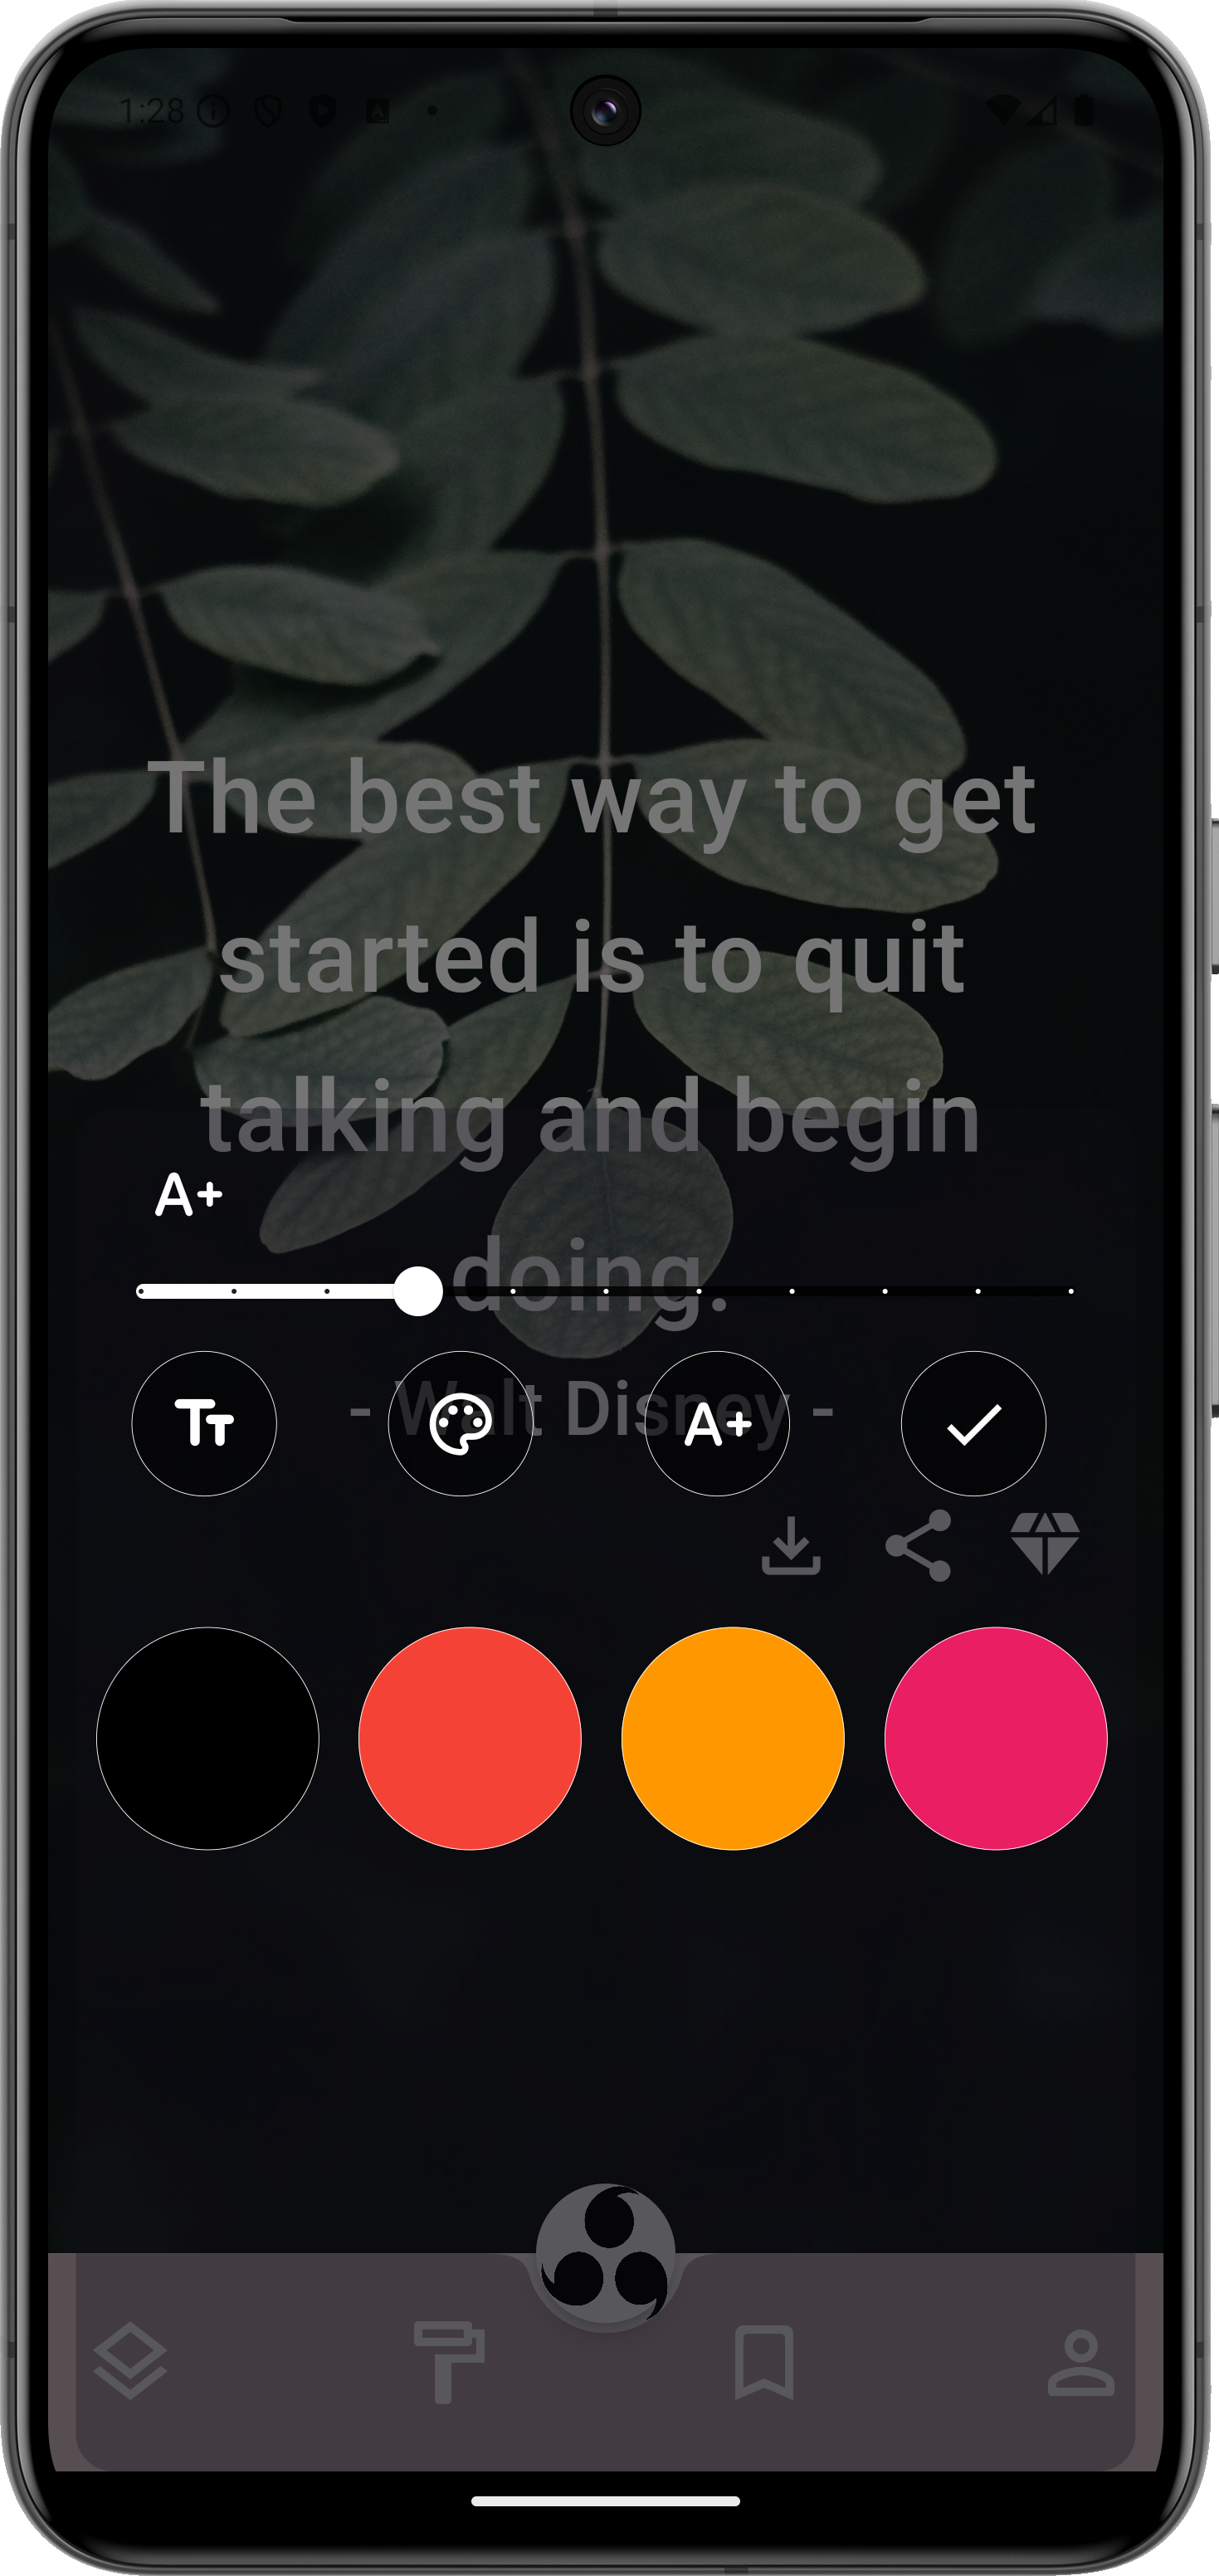 1:28
The best way to get
started is to quit
talking and begin
A+
doing.
- Walt Disney -
Tт
A+